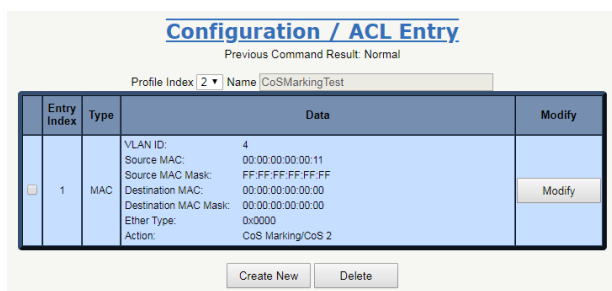 Configuration / ACL Entry
Previous Command Result: Normal
Profile Index 2 Name CoSMarkingTest
Entry Index Type Data Modify
1 MAC
VLAN ID: 4
Source MAC: 00:00:00:00:00:11
Source MAC Mask: FF:FF:FF:FF:FF:FF
Destination MAC: 00:00:00:00:00:00
Destination MAC Mask: 00:00:00:00:00:00
Ether Type: 0x0000
Action: CoS Marking/CoS 2
Modify
Create New Delete